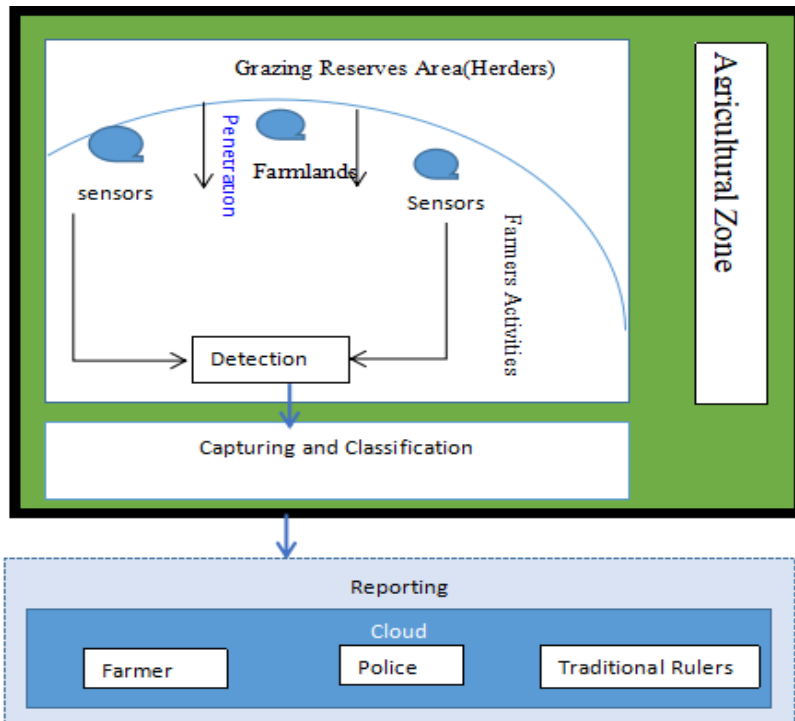 Grazing Reserves Area(Herders)
Agricultural Zone
Penetration
Farmlands
sensors
Sensors
Farmers Activities
Detection
Capturing and Classification
Reporting
Cloud
Farmer
Police
Traditional Rulers